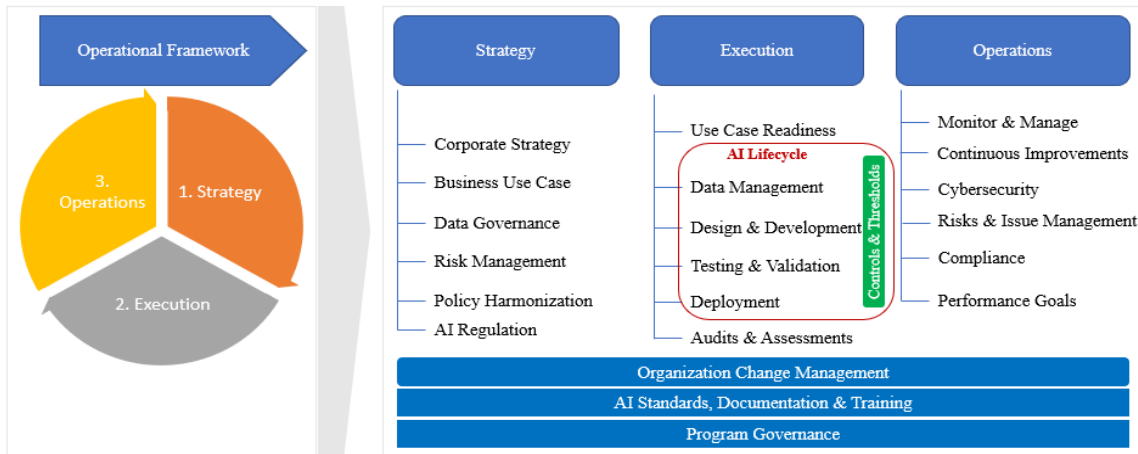 Operational Framework
3.
Operations
1. Strategy
2. Execution
Strategy
Corporate Strategy
Business Use Case
Data Governance
Risk Management
Policy Harmonization
AI Regulation
Execution
Use Case Readiness
AI Lifecycle
Data Management
Design & Development
Testing & Validation
Deployment
Controls & Thresholds
Audits & Assessments
Operations
Monitor & Manage
Continuous Improvements
Cybersecurity
Risks & Issue Management
Compliance
Performance Goals
Organization Change Management
AI Standards, Documentation & Training
Program Governance